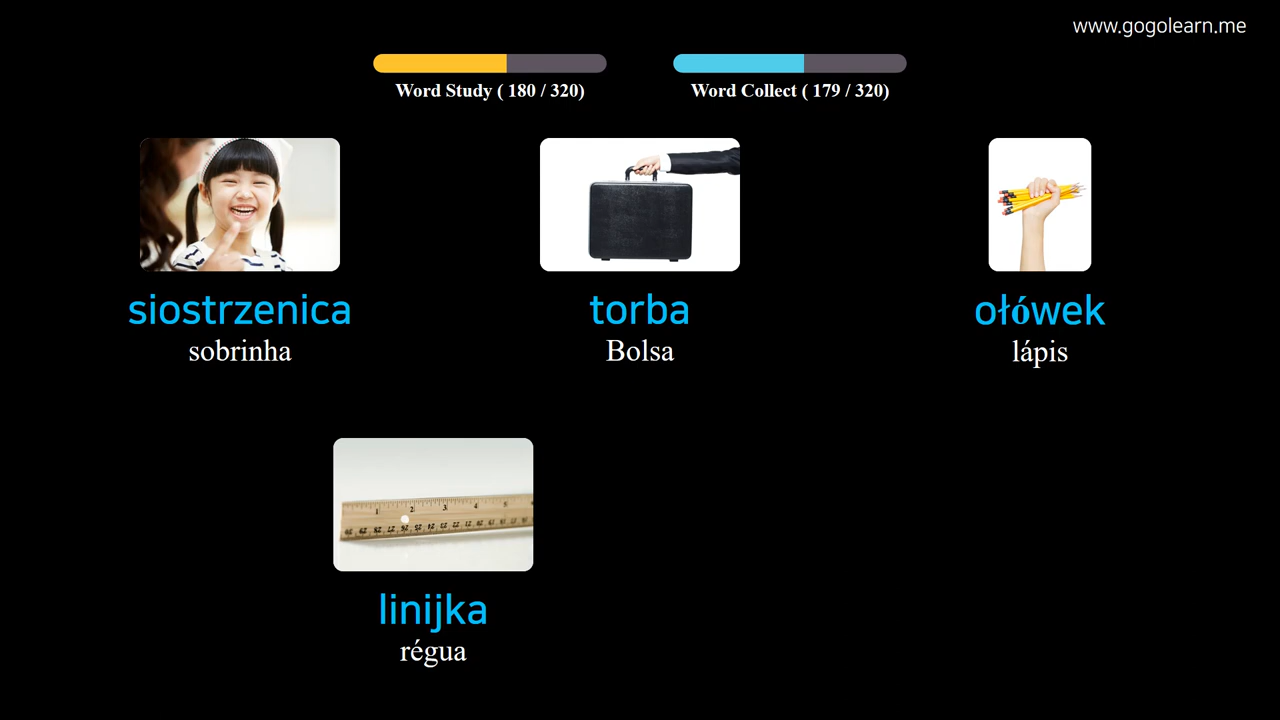 www.gogolearn.me
Word Study ( 180 / 320)
Word Collect ( 179 / 320)
siostrzenica
sobrinha
torba
Bolsa
ołówek
lápis
linijka
régua